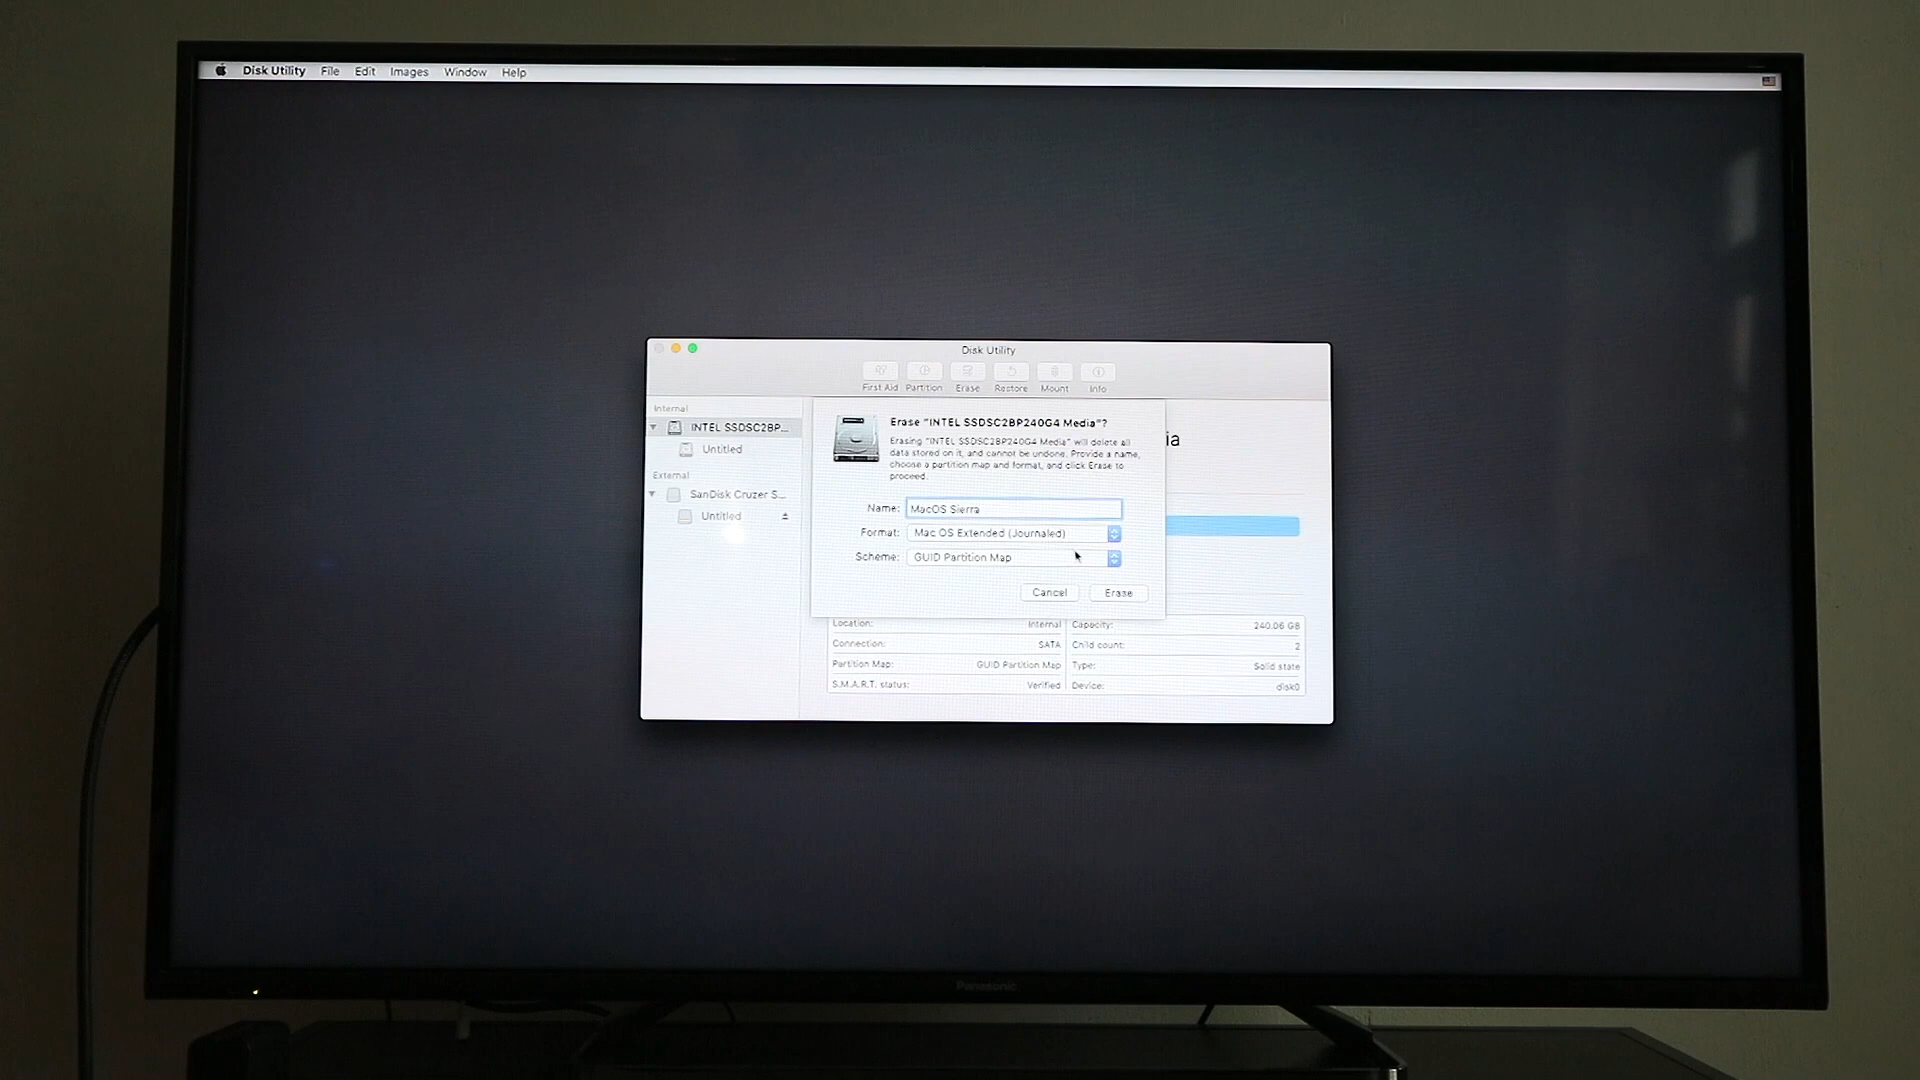 Disk Utility File Edit Images Window Help
Disk Utility
First Aid Partition Erase Restore Mount Info
Internal
INTEL SSDSC2BP...
Untitled
External
SanDisk Cruzer S...
Untitled
ia
Erase "INTEL SSDSC2BP240G4 Media"?
Erasing "INTEL SSDSC2BP240G4 Media" will delete all
data stored on it, and cannot be undone. Provide a name,
choose a partition map and format, and click Erase to
proceed.
Name: MacOS Sierra
Format: Mac OS Extended (Journaled)
Scheme: GUID Partition Map
Cancel Erase
Location: Internal Capacity: 240.06 GB
Connection: SATA Child count: 2
Partition Map: GUID Partition Map Type: Solid state
S.M.A.R.T. status: Verified Device: disk0
Panasonic